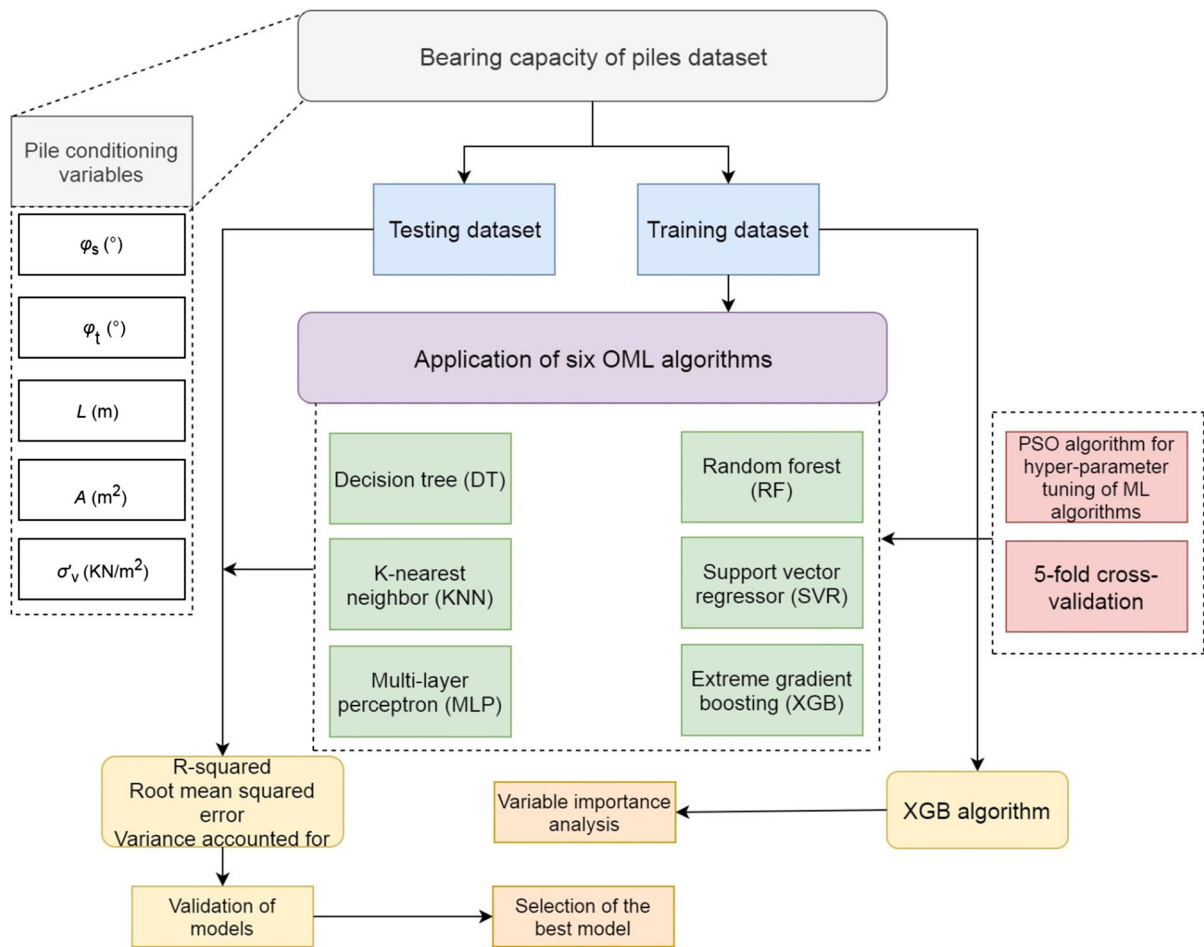 Bearing capacity of piles dataset
Pile conditioning
variables
φs (°)
φt (°)
L (m)
A (m²)
σ'v (KN/m²)
Testing dataset
Training dataset
Application of six OML algorithms
Decision tree (DT)
Random forest
(RF)
K-nearest
neighbor (KNN)
Support vector
regressor (SVR)
Multi-layer
perceptron (MLP)
Extreme gradient
boosting (XGB)
PSO algorithm for
hyper-parameter
tuning of ML
algorithms
5-fold cross-
validation
R-squared
Root mean squared
error
Variance accounted for
Variable importance
analysis
XGB algorithm
Validation of
models
Selection of the
best model